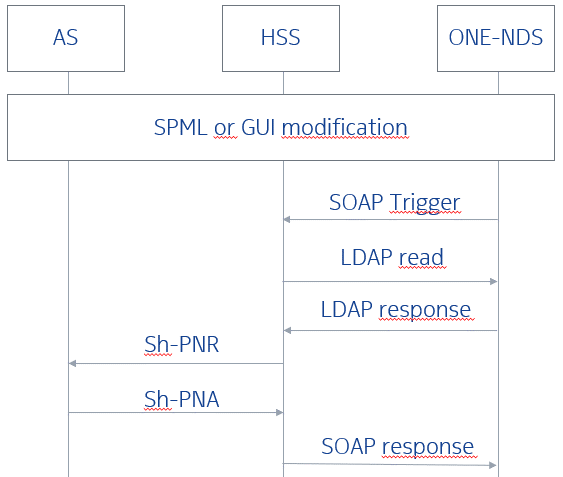 AS
HSS
ONE-NDS
SPML or GUI modification
SOAP Trigger
LDAP read
LDAP response
Sh-PNR
Sh-PNA
SOAP response